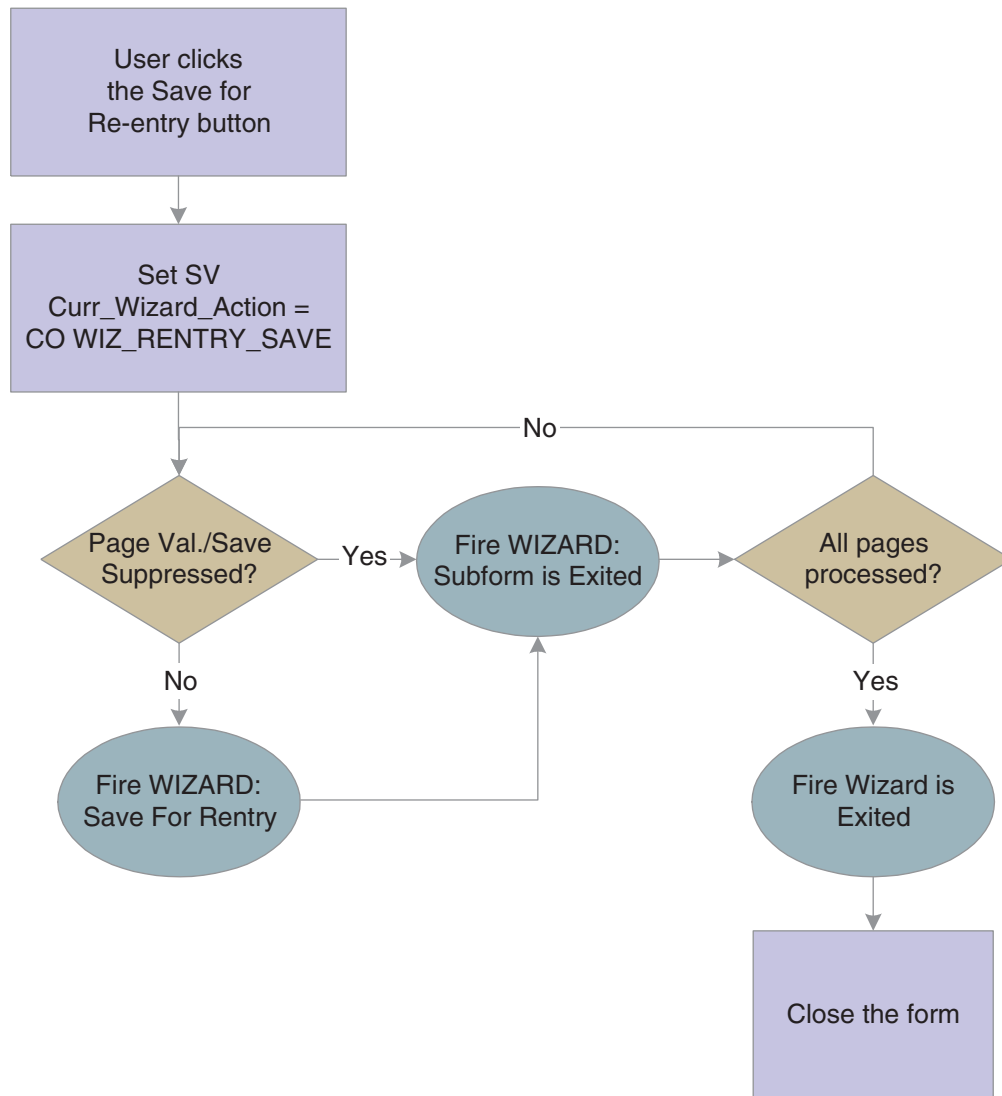 User clicks
the Save for
Re-entry button
Set SV
Curr_Wizard_Action =
CO WIZ_RENTRY_SAVE
No
Page Val./Save
Suppressed?
Yes
Fire WIZARD:
Subform is Exited
All pages
processed?
No
Yes
Fire WIZARD:
Save For Rentry
Fire Wizard is
Exited
Close the form